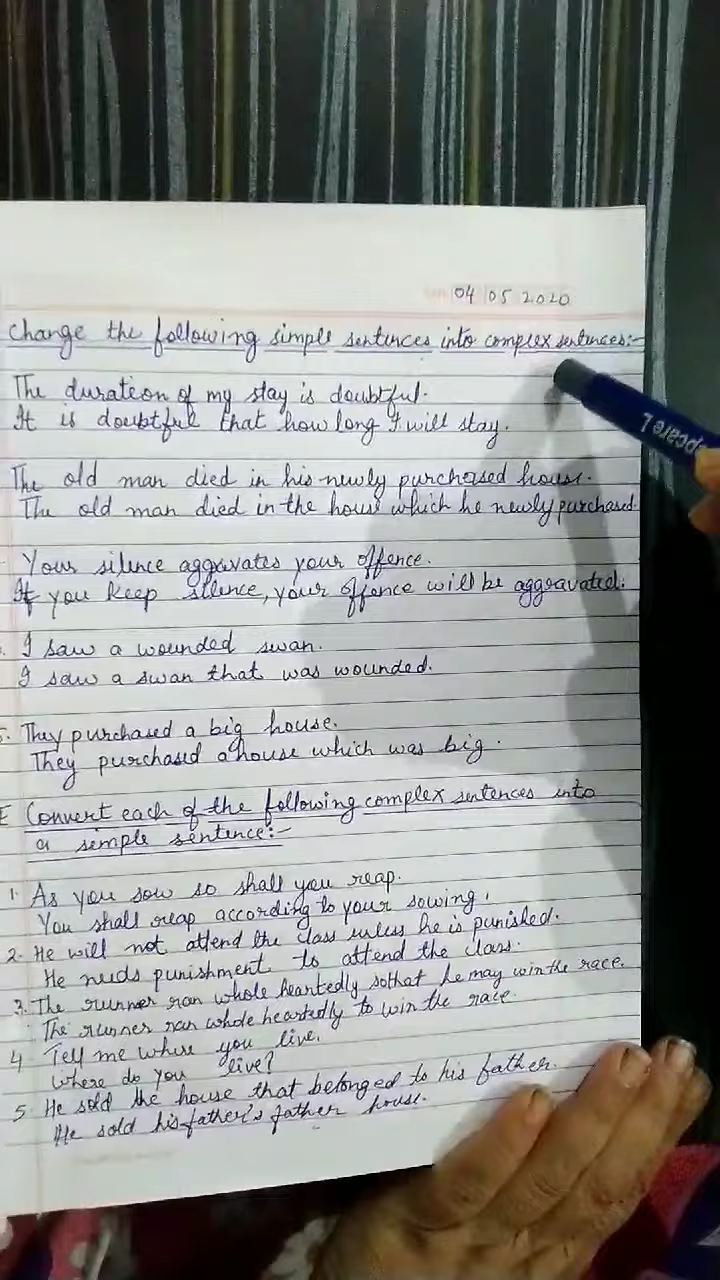 04 05 2020
Change the following simple sentences into complex sentences:-
The duration of my stay is doubtful.
It is doubtful that how long I will stay.
The old man died in his newly purchased house.
The old man died in the house which he newly purchased.
Your silence aggravates your offence.
If you keep silence, your offence will be aggravated.
I saw a wounded swan.
I saw a swan that was wounded.
5. They purchased a big house.
They purchased a house which was big.
E Convert each of the following complex sentences into
a simple sentence:-
1. As you sow so shall you reap.
You shall reap according to your sowing.
2. He will not attend the class unless he is punished.
He needs punishment to attend the class.
3. The runner ran whole heartedly so that he may win the race.
The runner ran whole heartedly to win the race.
4 Tell me where you live.
Where do you live?
5. He sold the house that belonged to his father.
He sold his father's father house.